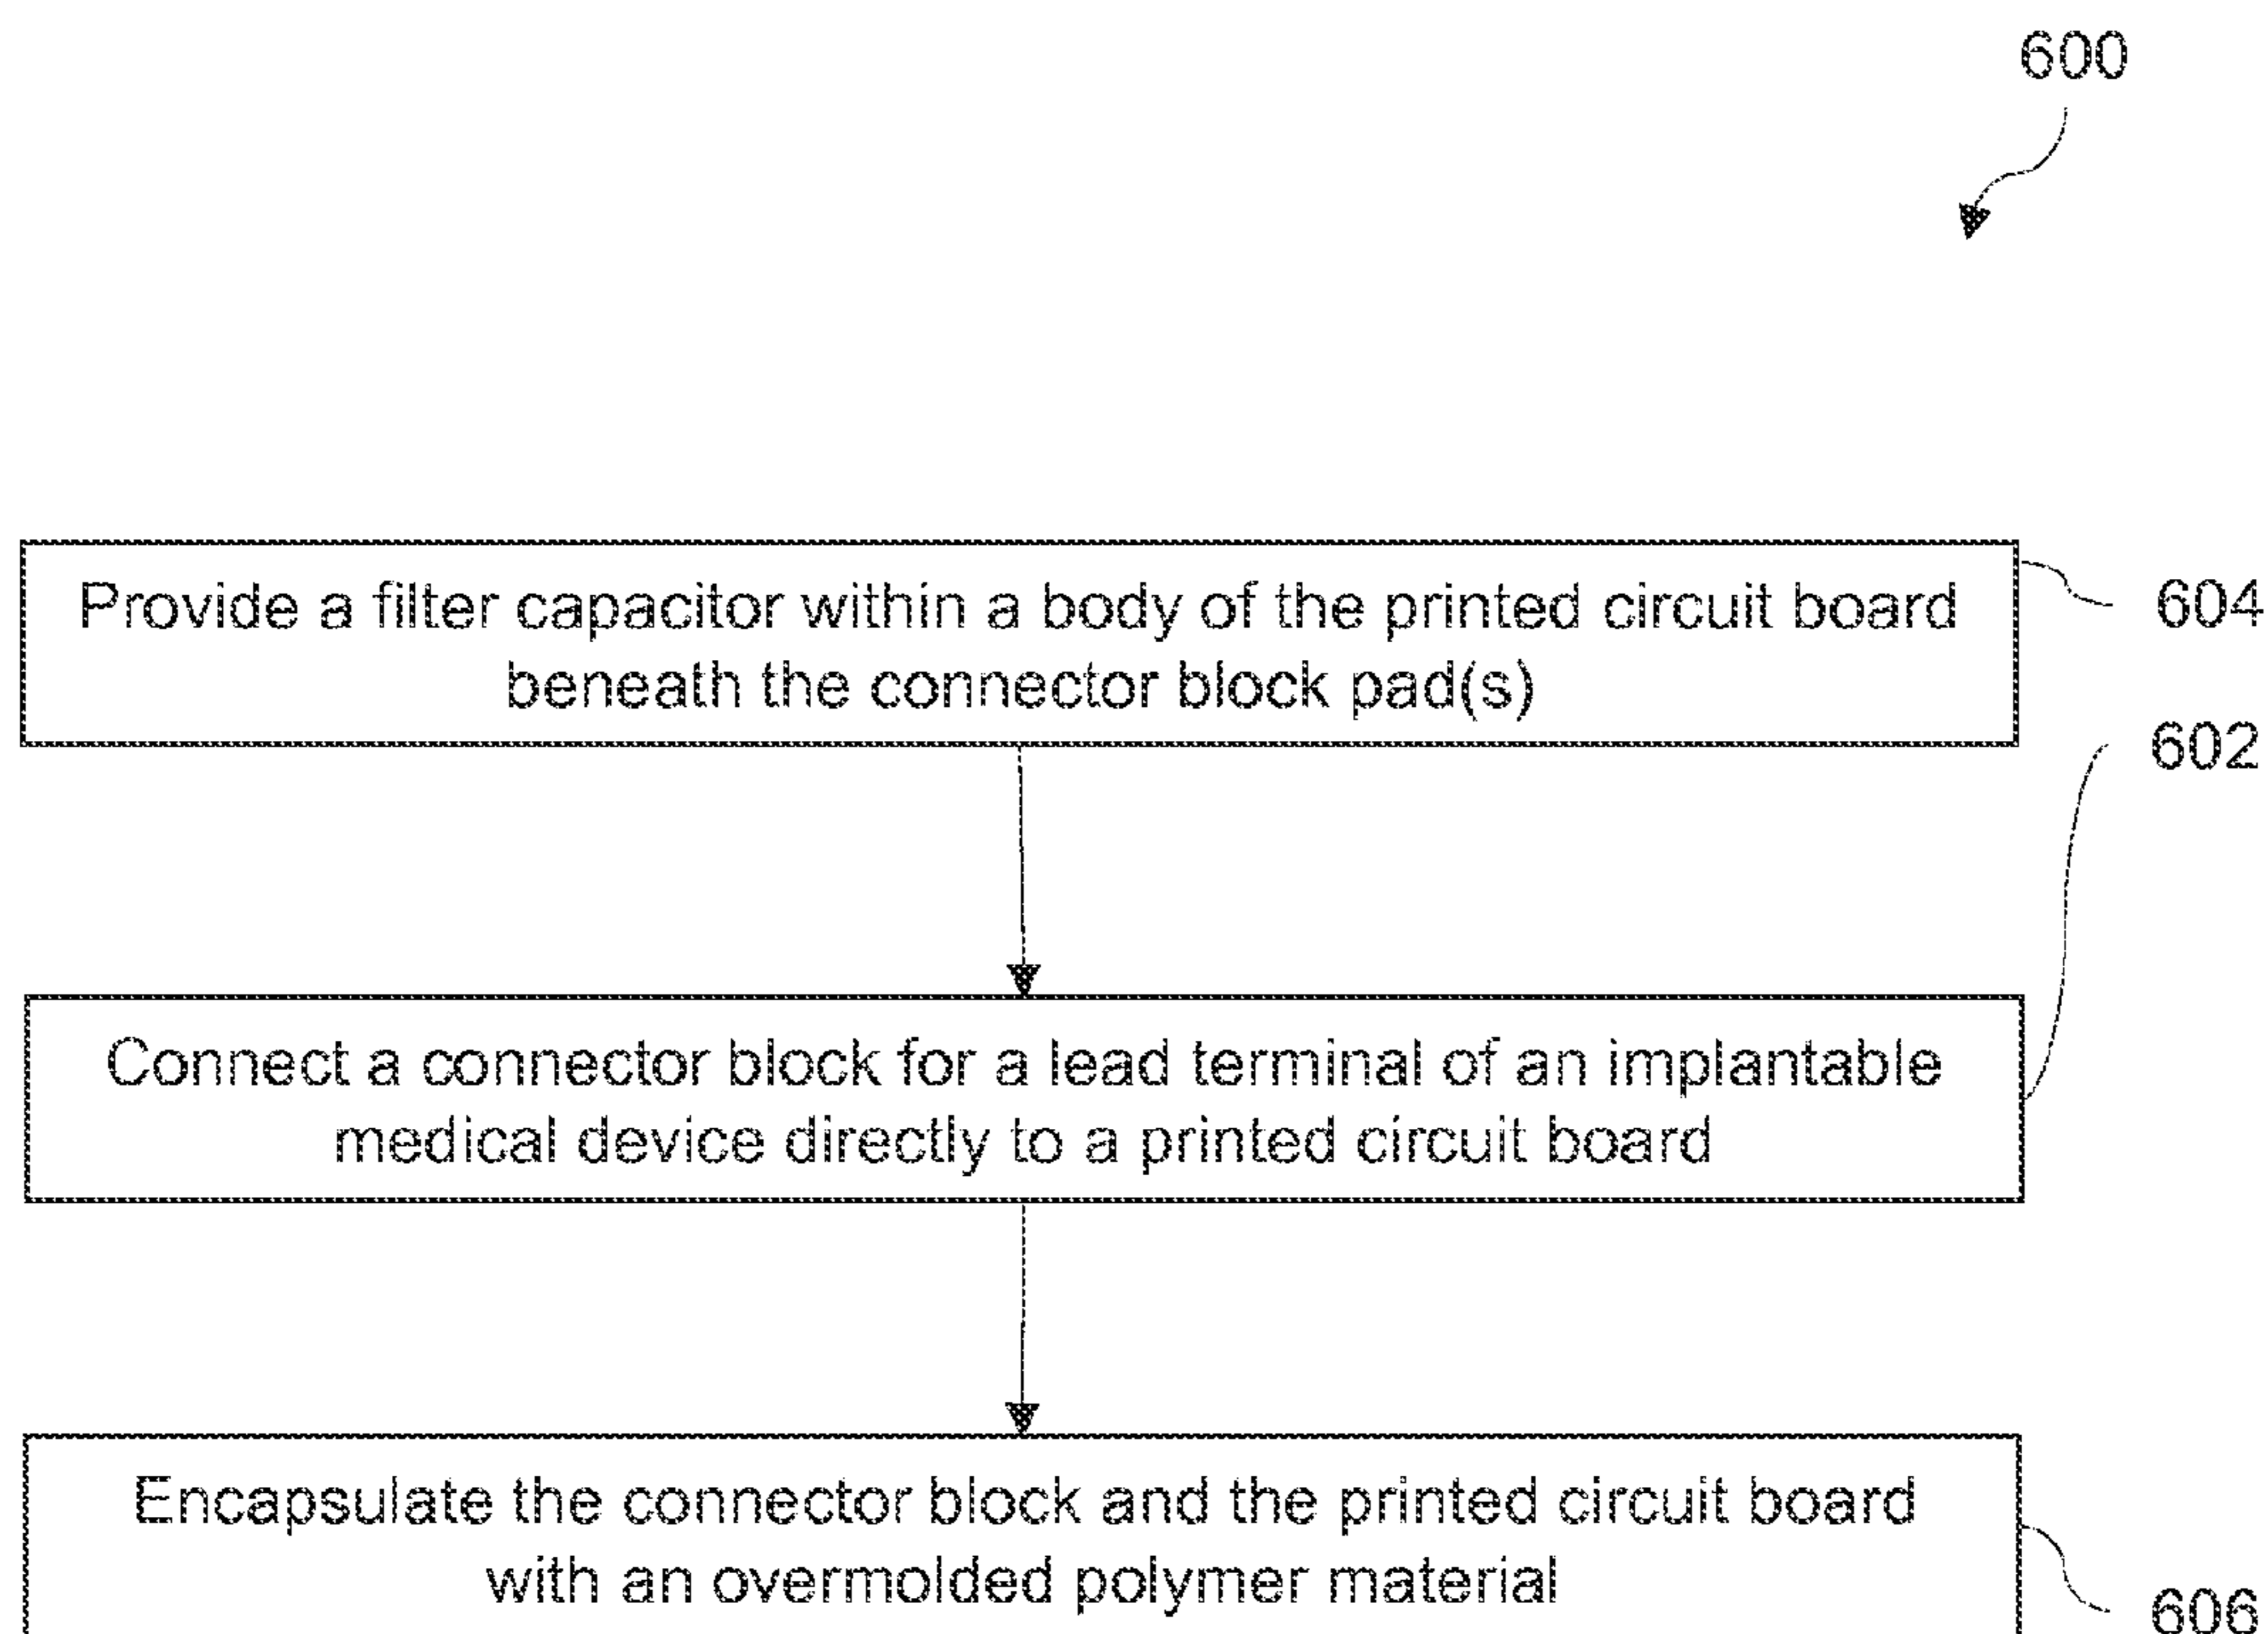 600
Provide a filter capacitor within a body of the printed circuit board
beneath the connector block pad(s)
604
602
Connect a connector block for a lead terminal of an implantable
medical device directly to a printed circuit board
Encapsulate the connector block and the printed circuit board
with an overmolded polymer material
606